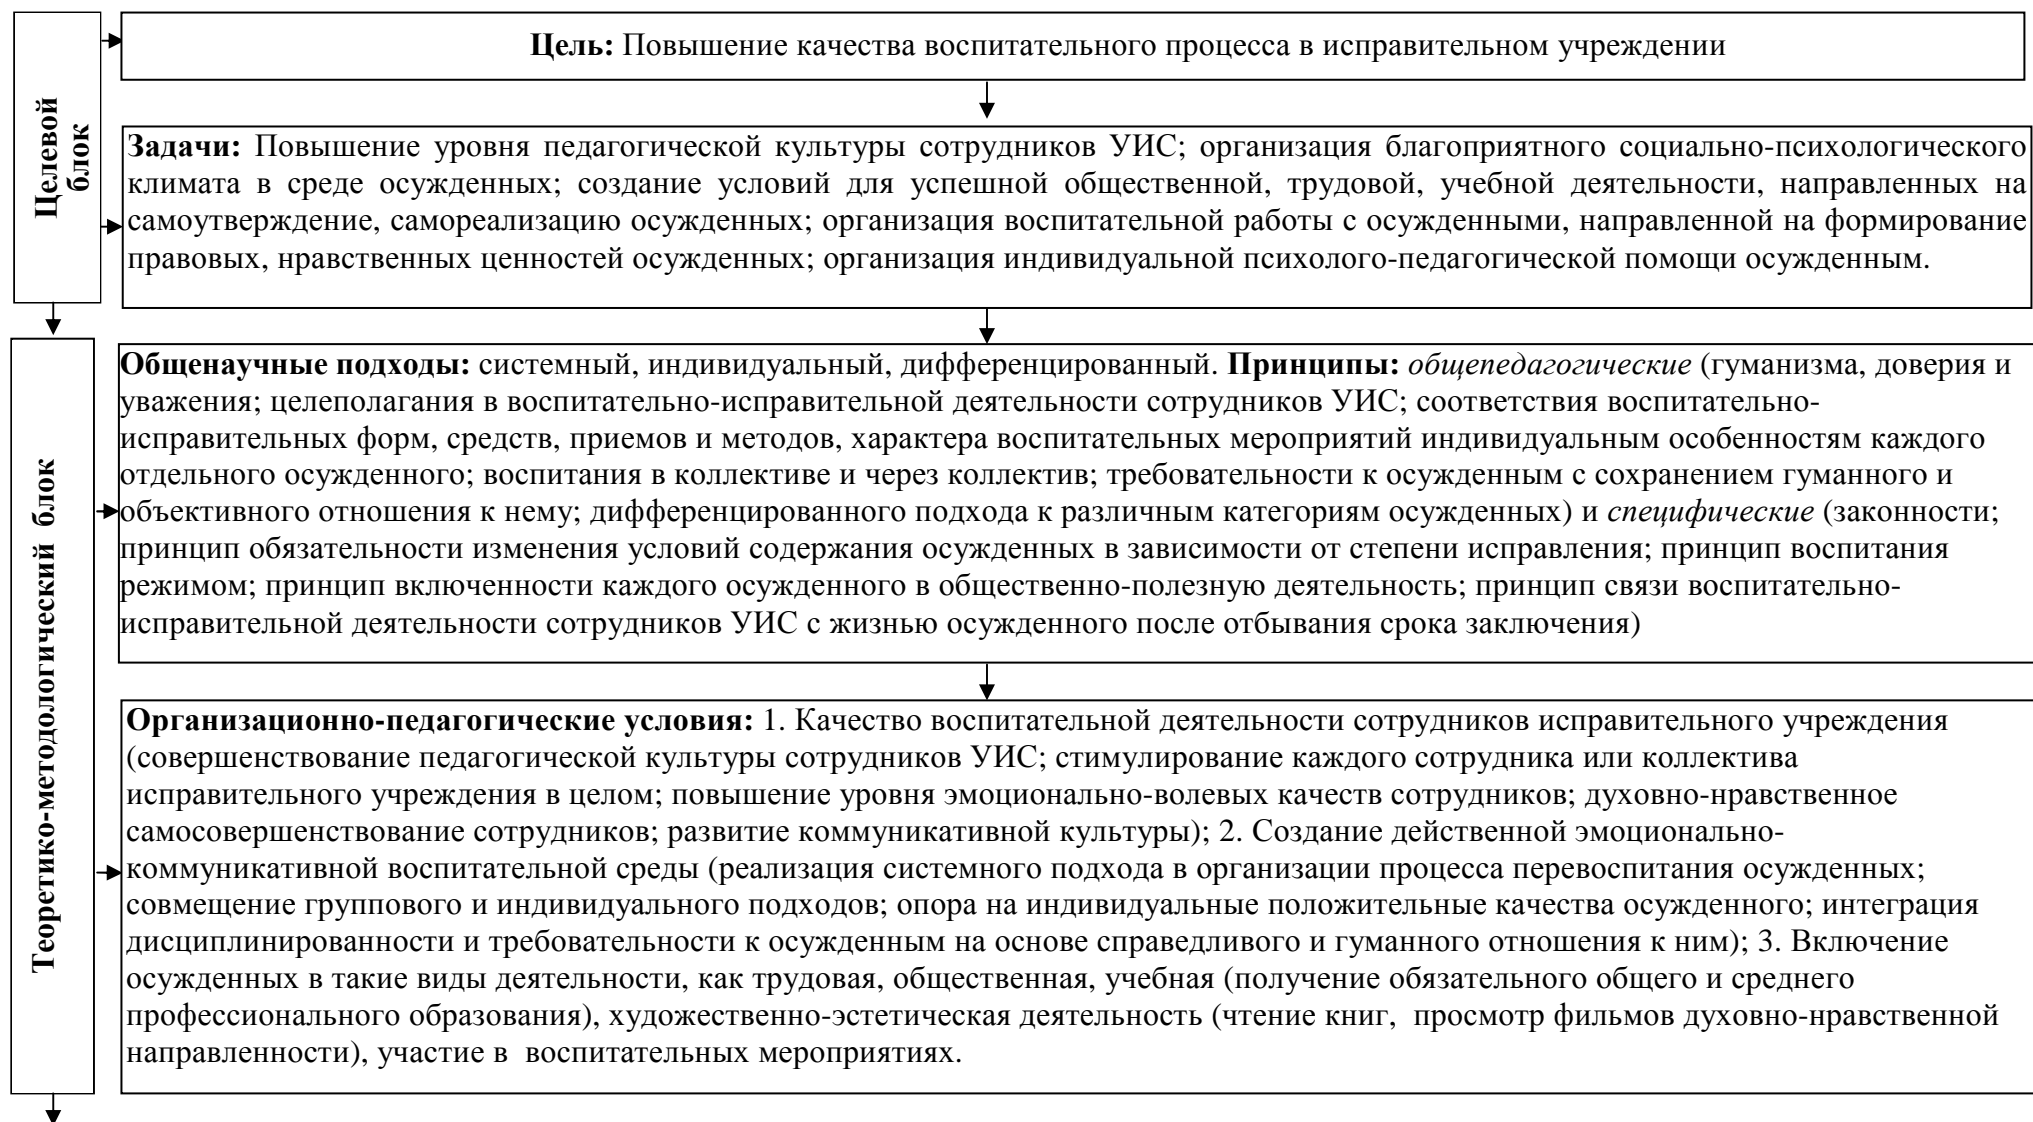 Целевой
блок
Цель: Повышение качества воспитательного процесса в исправительном учреждении
Задачи: Повышение уровня педагогической культуры сотрудников УИС; организация благоприятного социально-психологического
климата в среде осужденных; создание условий для успешной общественной, трудовой, учебной деятельности, направленных на
самоутверждение, самореализацию осужденных; организация воспитательной работы с осужденными, направленной на формирование
правовых, нравственных ценностей осужденных; организация индивидуальной психолого-педагогической помощи осужденным.
Теоретико-методологический блок
Общенаучные подходы: системный, индивидуальный, дифференцированный. Принципы: общепедагогические (гуманизма, доверия и
уважения; целеполагания в воспитательно-исправительной деятельности сотрудников УИС; соответствия воспитательно-
исправительных форм, средств, приемов и методов, характера воспитательных мероприятий индивидуальным особенностям каждого
отдельного осужденного; воспитания в коллективе и через коллектив; требовательности к осужденным с сохранением гуманного и
объективного отношения к нему; дифференцированного подхода к различным категориям осужденных) и специфические (законности;
принцип обязательности изменения условий содержания осужденных в зависимости от степени исправления; принцип воспитания
режимом; принцип включенности каждого осужденного в общественно-полезную деятельность; принцип связи воспитательно-
исправительной деятельности сотрудников УИС с жизнью осужденного после отбывания срока заключения)
Организационно-педагогические условия: 1. Качество воспитательной деятельности сотрудников исправительного учреждения
(совершенствование педагогической культуры сотрудников УИС; стимулирование каждого сотрудника или коллектива
исправительного учреждения в целом; повышение уровня эмоционально-волевых качеств сотрудников; духовно-нравственное
самосовершенствование сотрудников; развитие коммуникативной культуры); 2. Создание действенной эмоционально-
коммуникативной воспитательной среды (реализация системного подхода в организации процесса перевоспитания осужденных;
совмещение группового и индивидуального подходов; опора на индивидуальные положительные качества осужденного; интеграция
дисциплинированности и требовательности к осужденным на основе справедливого и гуманного отношения к ним); 3. Включение
осужденных в такие виды деятельности, как трудовая, общественная, учебная (получение обязательного общего и среднего
профессионального образования), художественно-эстетическая деятельность (чтение книг, просмотр фильмов духовно-нравственной
направленности), участие в воспитательных мероприятиях.